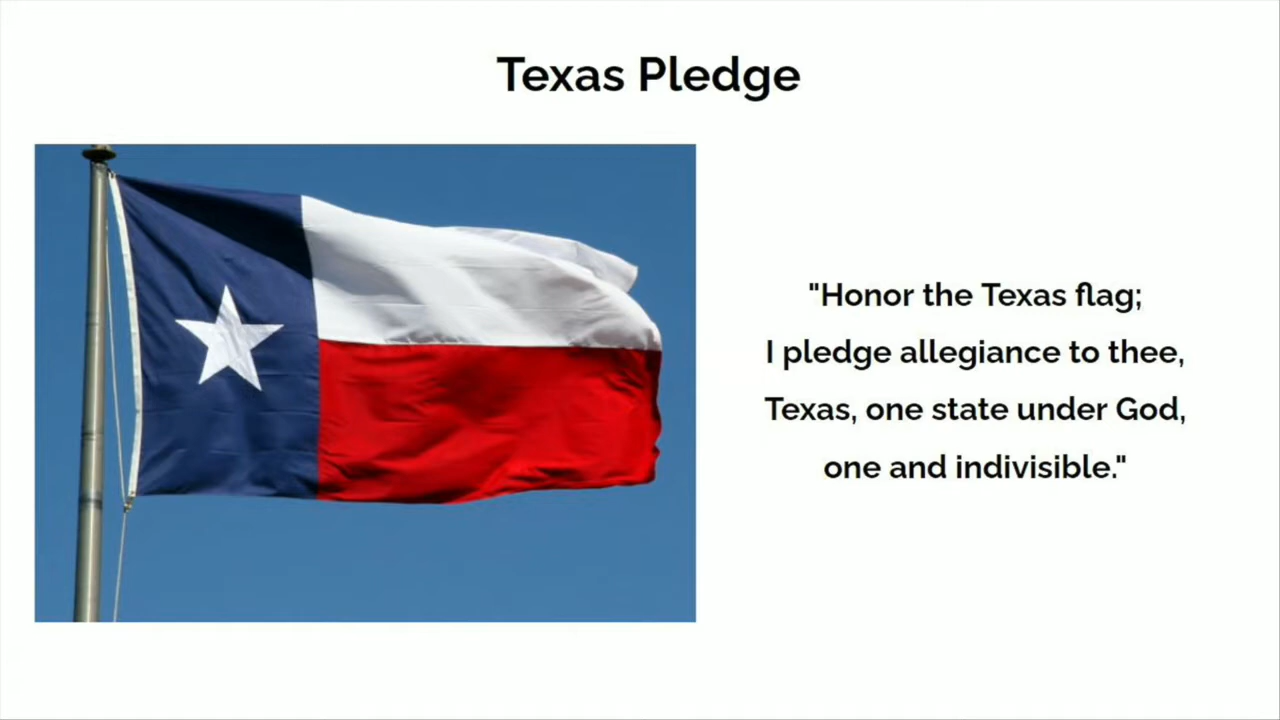 Texas Pledge
"Honor the Texas flag;
I pledge allegiance to thee,
Texas, one state under God,
one and indivisible."